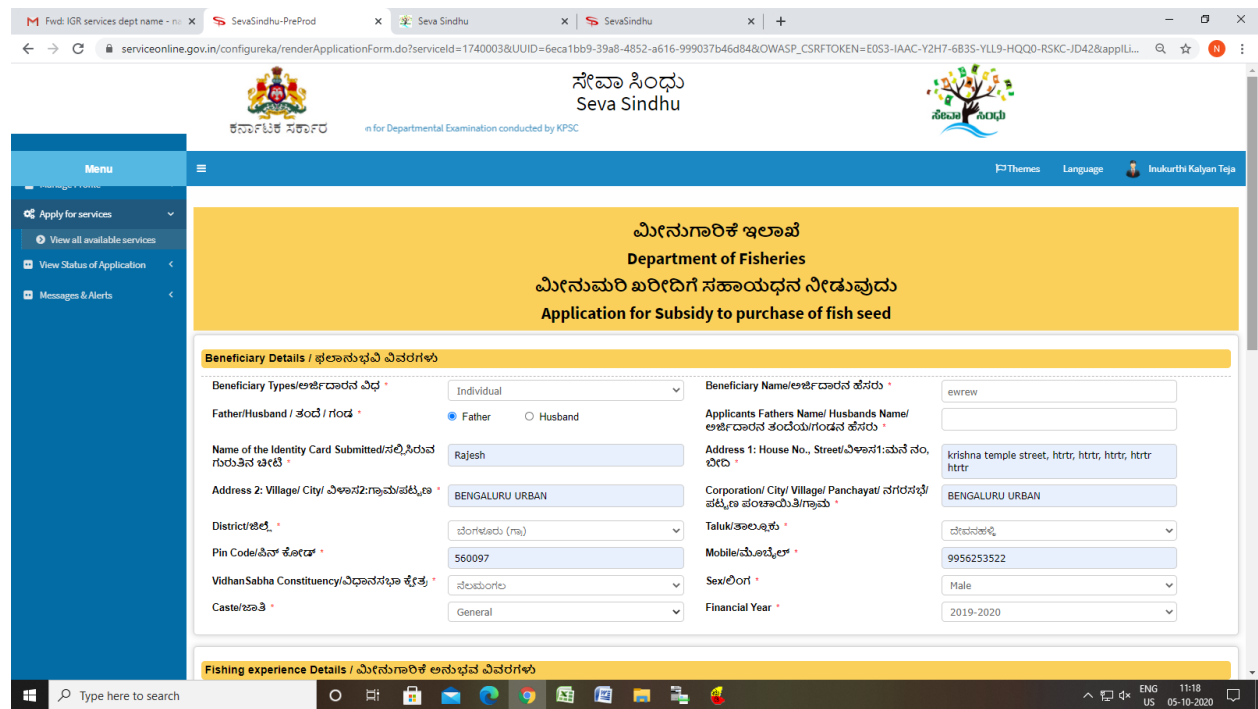 Fwd: IGR services dept name - na
SevaSindhu-PreProd
Seva Sindhu
SevaSindhu
serviceonline.gov.in/configureka/renderApplicationForm.do?serviceId=1740003&UUID=6eca1bb9-39a8-4852-a616-999037b46d84&OWASP_CSRFTOKEN=E0S3-IAAC-Y2H7-6B3S-YLL9-HQQ0-RSKC-JD42&applLi...
N
ಕರ್ನಾಟಕ ಸರ್ಕಾರ
ಸೇವಾ ಸಿಂಧು
Seva Sindhu
ಸೇವಾ ಸಿಂಧು
n for Departmental Examination conducted by KPSC
Menu
Themes
Language
Inukurthi Kalyan Teja
Manage Profile
Apply for services
View all available services
View Status of Application
Messages & Alerts
ಮೀನುಗಾರಿಕೆ ಇಲಾಖೆ
Department of Fisheries
ಮೀನುಮರಿ ಖರೀದಿಗೆ ಸಹಾಯಧನ ನೀಡುವುದು
Application for Subsidy to purchase of fish seed
Beneficiary Details / ಫಲಾನುಭವಿ ವಿವರಗಳು
Beneficiary Types/ಅರ್ಜಿದಾರನ ವಿಧ *
Individual
Beneficiary Name/ಅರ್ಜಿದಾರನ ಹೆಸರು *
ewrew
Father/Husband / ತಂದೆ / ಗಂಡ *
Father
Husband
Applicants Fathers Name/ Husbands Name/
ಅರ್ಜಿದಾರನ ತಂದೆಯ/ಗಂಡನ ಹೆಸರು *
Name of the Identity Card Submitted/ಸಲ್ಲಿಸಿರುವ
ಗುರುತಿನ ಚೀಟಿ *
Rajesh
Address 1: House No., Street/ವಿಳಾಸ1:ಮನೆ ನಂ,
ಬೀದಿ *
krishna temple street, htrtr, htrtr, htrtr, htrtr
htrtr
Address 2: Village/ City/ ವಿಳಾಸ2:ಗ್ರಾಮ/ಪಟ್ಟಣ *
BENGALURU URBAN
Corporation/ City/ Village/ Panchayat/ ನಗರಸಭೆ/
ಪಟ್ಟಣ ಪಂಚಾಯಿತಿ/ಗ್ರಾಮ *
BENGALURU URBAN
District/ಜಿಲ್ಲೆ *
ಬೆಂಗಳೂರು (ಗ್ರಾ)
Taluk/ತಾಲ್ಲೂಕು *
ದೇವನಹಳ್ಳಿ
Pin Code/ಪಿನ್ ಕೋಡ್ *
560097
Mobile/ಮೊಬೈಲ್ *
9956253522
VidhanSabha Constituency/ವಿಧಾನಸಭಾ ಕ್ಷೇತ್ರ *
ನೆಲಮಂಗಲ
Sex/ಲಿಂಗ *
Male
Caste/ಜಾತಿ *
General
Financial Year *
2019-2020
Fishing experience Details / ಮೀನುಗಾರಿಕೆ ಅನುಭವ ವಿವರಗಳು
Type here to search
ENG
US
11:18
05-10-2020